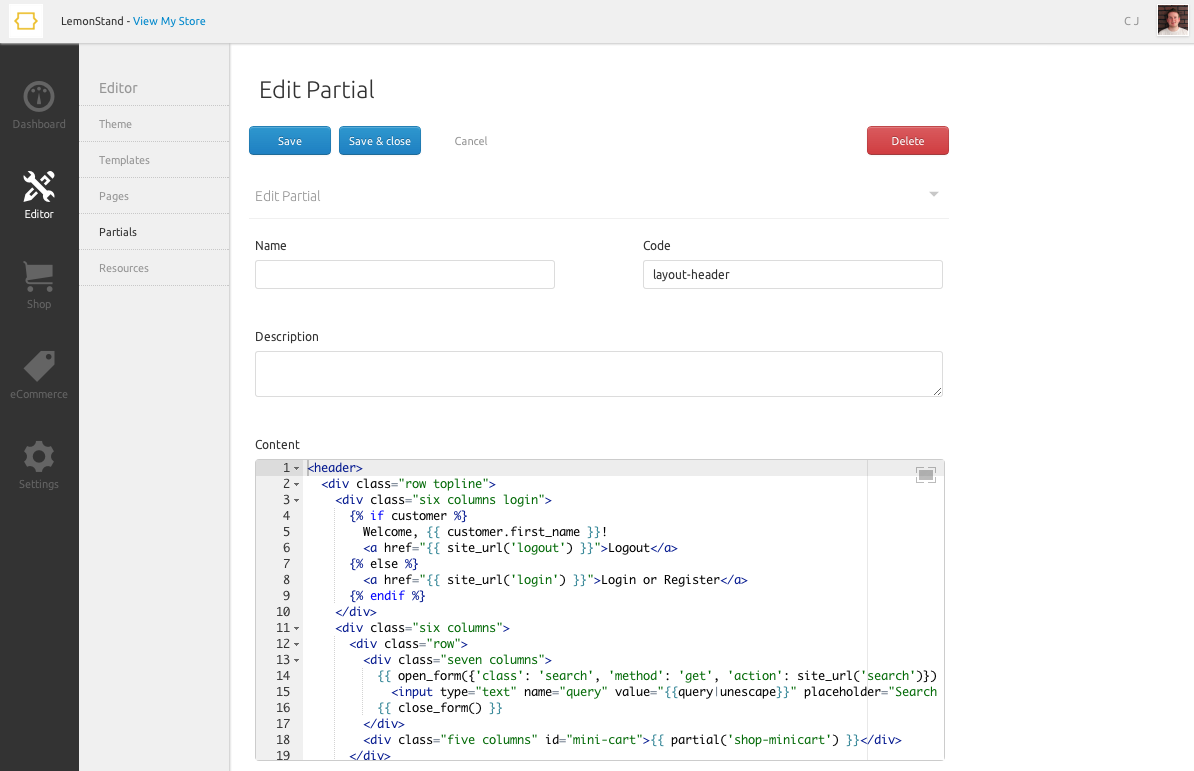 LemonStand - View My Store
C J
Dashboard
Editor
Shop
eCommerce
Settings
Editor
Theme
Templates
Pages
Partials
Resources
Edit Partial
Save
Save & close
Cancel
Delete
Edit Partial
Name
Code
layout-header
Description
Content
1 <header>
2 <div class="row topline">
3 <div class="six columns login">
4 {% if customer %}
5 Welcome, {{ customer.first_name }}!
6 <a href="{{ site_url('logout') }}">Logout</a>
7 {% else %}
8 <a href="{{ site_url('login') }}">Login or Register</a>
9 {% endif %}
10 </div>
11 <div class="six columns">
12 <div class="row">
13 <div class="seven columns">
14 {{ open_form({'class': 'search', 'method': 'get', 'action': site_url('search')})
15 <input type="text" name="query" value="{{query|unescape}}" placeholder="Search
16 {{ close_form() }}
17 </div>
18 <div class="five columns" id="mini-cart">{{ partial('shop-minicart') }}</div>
19 </div>